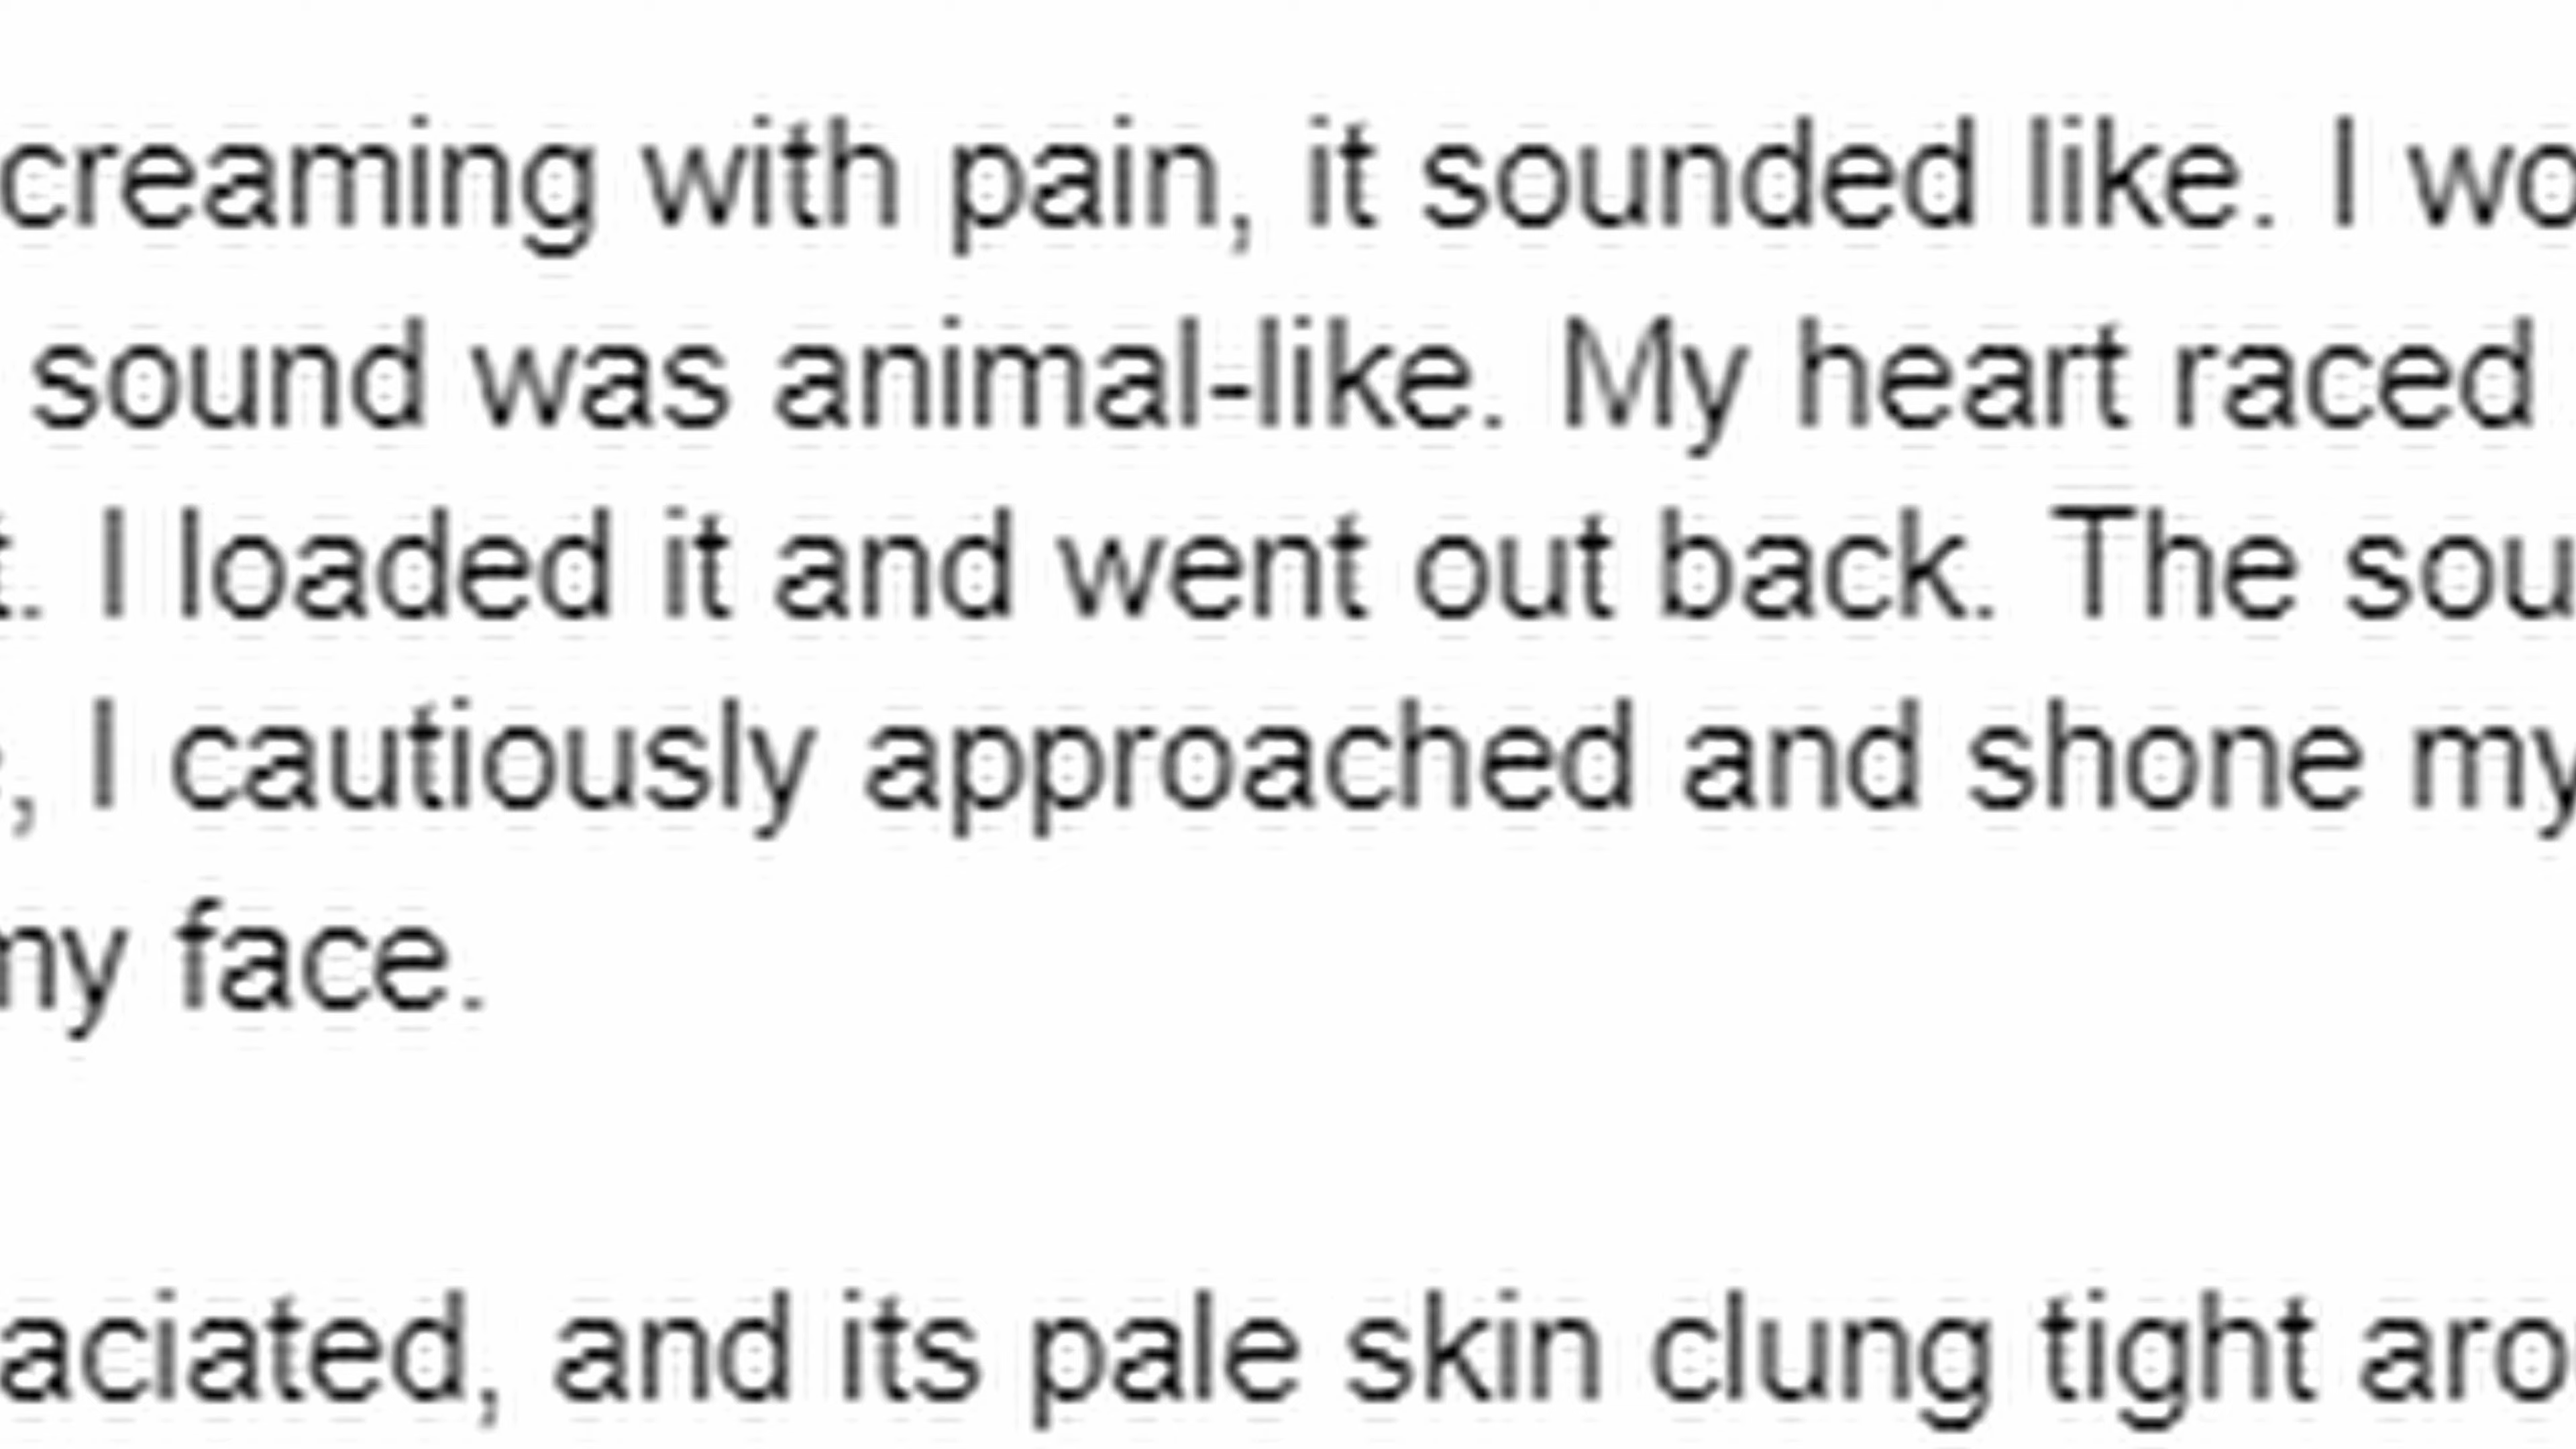 creaming with pain, it sounded like. I wo
sound was animal-like. My heart raced
t. I loaded it and went out back. The sou
, I cautiously approached and shone my
my face.
aciated, and its pale skin clung tight aro